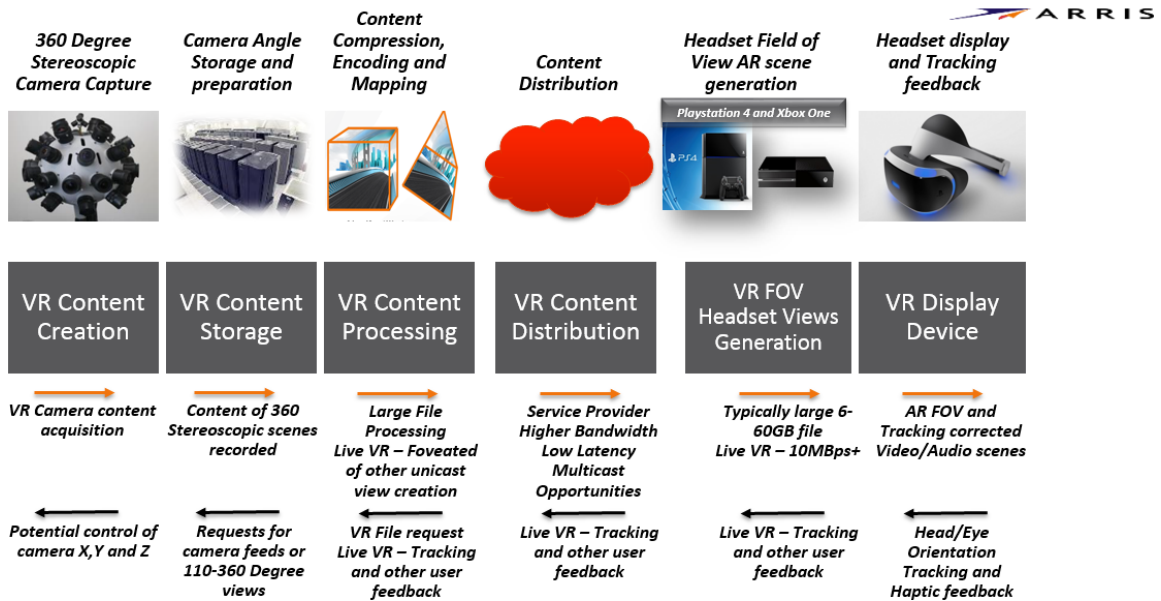 ARRIS
360 Degree
Stereoscopic
Camera Capture
Camera Angle
Storage and
preparation
Content
Compression,
Encoding and
Mapping
Content
Distribution
Headset Field of
View AR scene
generation
Headset display
and Tracking
feedback
Playstation 4 and Xbox One
PS4
VR Content
Creation
VR Content
Storage
VR Content
Processing
VR Content
Distribution
VR FOV
Headset Views
Generation
VR Display
Device
VR Camera content
acquisition
Content of 360
Stereoscopic scenes
recorded
Large File
Processing
Live VR – Foveated
of other unicast
view creation
Service Provider
Higher Bandwidth
Low Latency
Multicast
Opportunities
Typically large 6-
60GB file
Live VR – 10MBps+
AR FOV and
Tracking corrected
Video/Audio scenes
Potential control of
camera X,Y and Z
Requests for
camera feeds or
110-360 Degree
views
VR File request
Live VR – Tracking
and other user
feedback
Live VR – Tracking
and other user
feedback
Live VR – Tracking
and other user
feedback
Head/Eye
Orientation
Tracking and
Haptic feedback